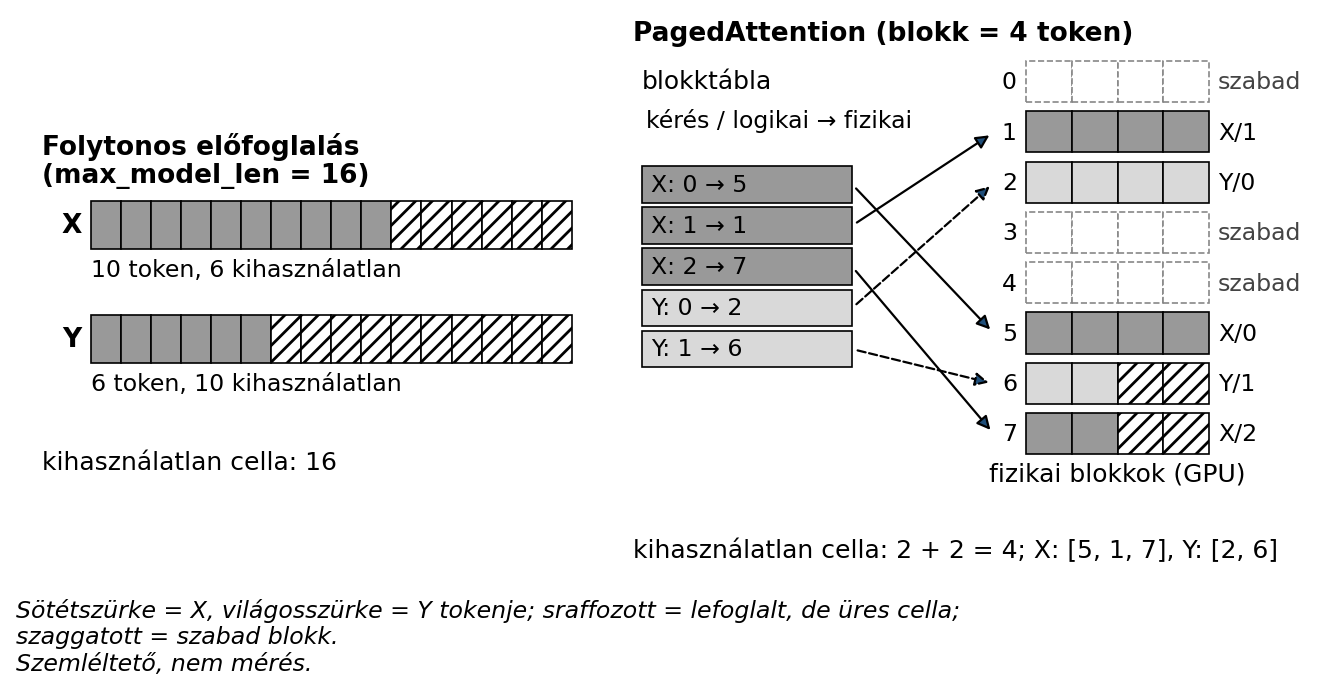 Folytonos előfoglalás
(max_model_len = 16)
X
10 token, 6 kihasználatlan
Y
6 token, 10 kihasználatlan
kihasználatlan cella: 16
PagedAttention (blokk = 4 token)
blokktábla
kérés / logikai → fizikai
X: 0 → 5
X: 1 → 1
X: 2 → 7
Y: 0 → 2
Y: 1 → 6
0 szabad
1 X/1
2 Y/0
3 szabad
4 szabad
5 X/0
6 Y/1
7 X/2
fizikai blokkok (GPU)
kihasználatlan cella: 2 + 2 = 4; X: [5, 1, 7], Y: [2, 6]
Sötétszürke = X, világosszürke = Y tokenje; sraffozott = lefoglalt, de üres cella;
szaggatott = szabad blokk.
Szemléltető, nem mérés.